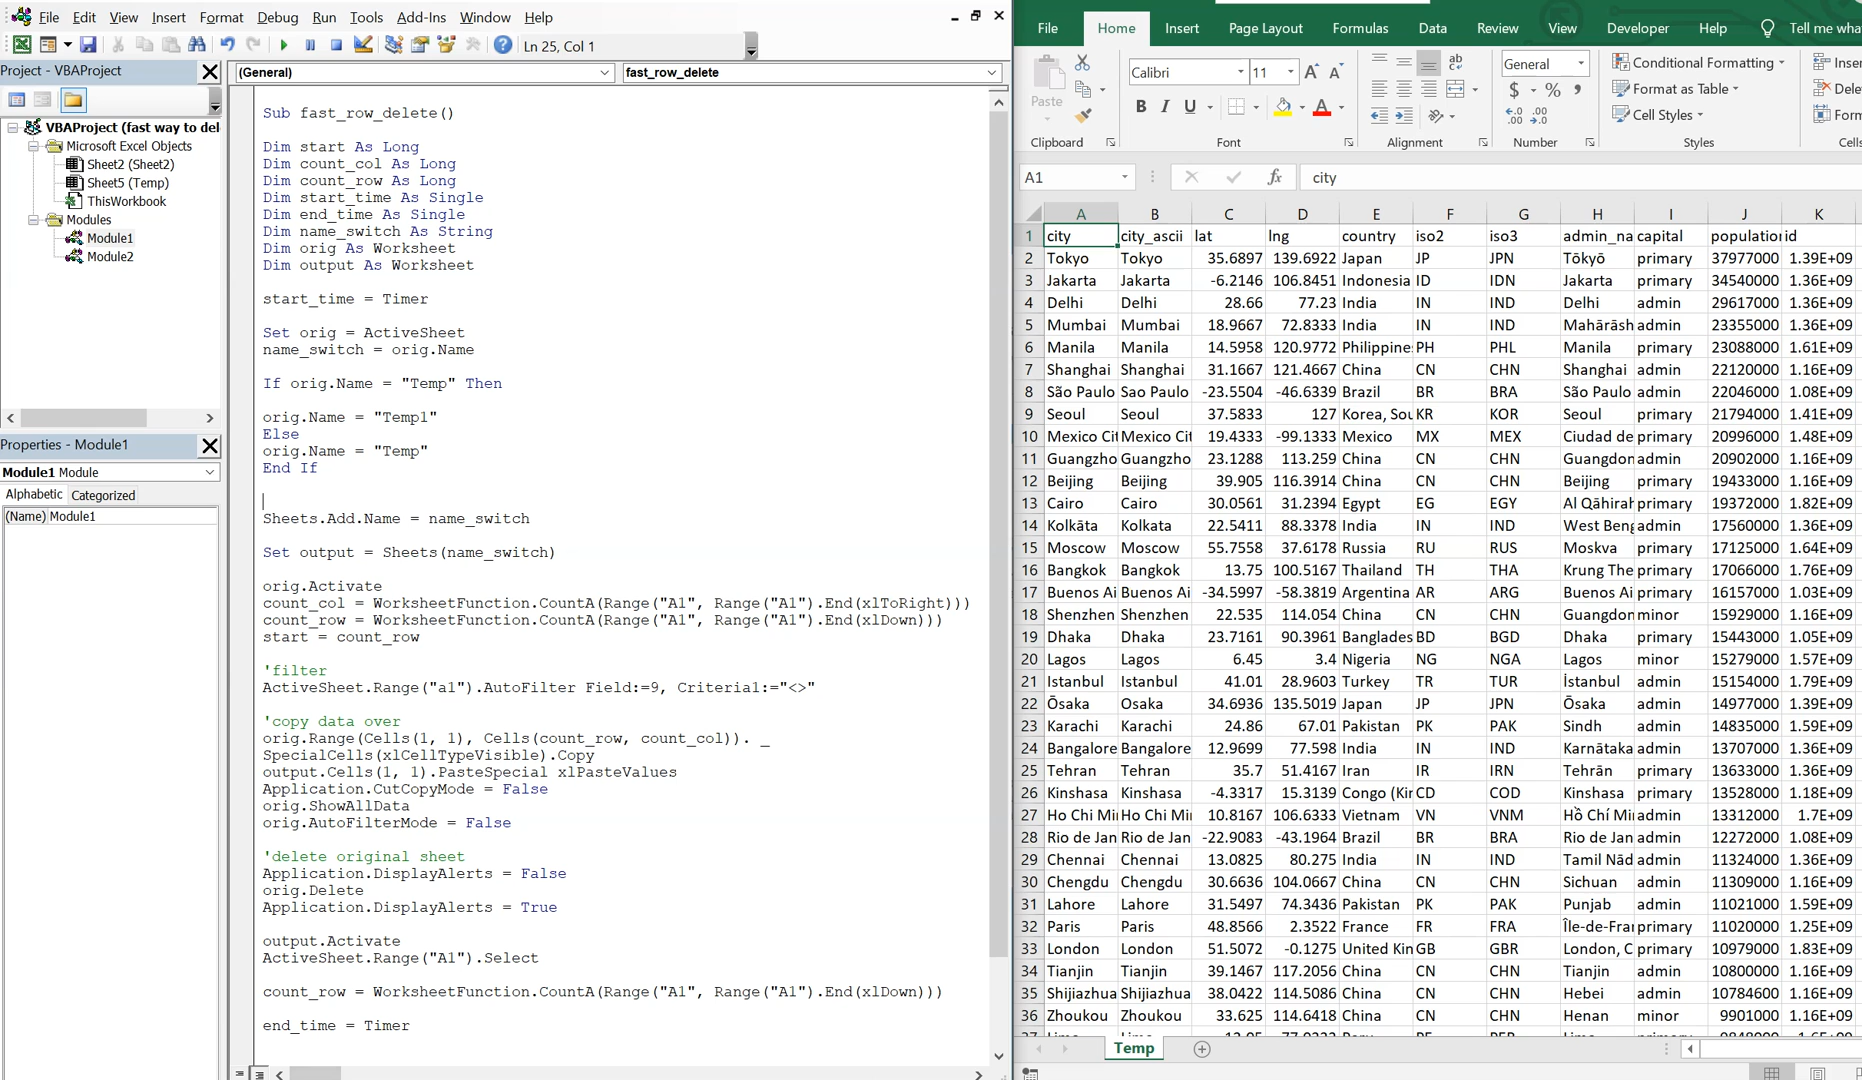 File Edit View Insert Format Debug Run Tools Add-Ins Window Help
Ln 25, Col 1
Project - VBAProject
VBAProject (fast way to del
Microsoft Excel Objects
Sheet2 (Sheet2)
Sheet5 (Temp)
ThisWorkbook
Modules
Module1
Module2
Properties - Module1
Module1 Module
Alphabetic Categorized
(Name) Module1
(General) fast_row_delete
Sub fast_row_delete()
Dim start As Long
Dim count_col As Long
Dim count_row As Long
Dim start_time As Single
Dim end_time As Single
Dim name_switch As String
Dim orig As Worksheet
Dim output As Worksheet
start_time = Timer
Set orig = ActiveSheet
name_switch = orig.Name
If orig.Name = "Temp" Then
orig.Name = "Temp1"
Else
orig.Name = "Temp"
End If
Sheets.Add.Name = name_switch
Set output = Sheets(name_switch)
orig.Activate
count_col = WorksheetFunction.CountA(Range("A1", Range("A1").End(xlToRight)))
count_row = WorksheetFunction.CountA(Range("A1", Range("A1").End(xlDown)))
start = count_row
'filter
ActiveSheet.Range("a1").AutoFilter Field:=9, Criteria1:="<>"
'copy data over
orig.Range(Cells(1, 1), Cells(count_row, count_col)). _
SpecialCells(xlCellTypeVisible).Copy
output.Cells(1, 1).PasteSpecial xlPasteValues
Application.CutCopyMode = False
orig.ShowAllData
orig.AutoFilterMode = False
'delete original sheet
Application.DisplayAlerts = False
orig.Delete
Application.DisplayAlerts = True
output.Activate
ActiveSheet.Range("A1").Select
count_row = WorksheetFunction.CountA(Range("A1", Range("A1").End(xlDown)))
end_time = Timer
File Home Insert Page Layout Formulas Data Review View Developer Help Tell me wha
Paste Calibri 11 General Conditional Formatting Inser
B I U A $ % Format as Table Dele
Cell Styles Form
Clipboard Font Alignment Number Styles Cells
A1 fx city
A B C D E F G H I J K
1 city city_ascii lat lng country iso2 iso3 admin_na capital population id
2 Tokyo Tokyo 35.6897 139.6922 Japan JP JPN Tōkyō primary 37977000 1.39E+09
3 Jakarta Jakarta -6.2146 106.8451 Indonesia ID IDN Jakarta primary 34540000 1.36E+09
4 Delhi Delhi 28.66 77.23 India IN IND Delhi admin 29617000 1.36E+09
5 Mumbai Mumbai 18.9667 72.8333 India IN IND Mahārāsh admin 23355000 1.36E+09
6 Manila Manila 14.5958 120.9772 Philippine PH PHL Manila primary 23088000 1.61E+09
7 Shanghai Shanghai 31.1667 121.4667 China CN CHN Shanghai admin 22120000 1.16E+09
8 São Paulo Sao Paulo -23.5504 -46.6339 Brazil BR BRA São Paulo admin 22046000 1.08E+09
9 Seoul Seoul 37.5833 127 Korea, Sou KR KOR Seoul primary 21794000 1.41E+09
10 Mexico Cit Mexico Cit 19.4333 -99.1333 Mexico MX MEX Ciudad de primary 20996000 1.48E+09
11 Guangzho Guangzho 23.1288 113.259 China CN CHN Guangdon admin 20902000 1.16E+09
12 Beijing Beijing 39.905 116.3914 China CN CHN Beijing primary 19433000 1.16E+09
13 Cairo Cairo 30.0561 31.2394 Egypt EG EGY Al Qāhirah primary 19372000 1.82E+09
14 Kolkāta Kolkata 22.5411 88.3378 India IN IND West Beng admin 17560000 1.36E+09
15 Moscow Moscow 55.7558 37.6178 Russia RU RUS Moskva primary 17125000 1.64E+09
16 Bangkok Bangkok 13.75 100.5167 Thailand TH THA Krung The primary 17066000 1.76E+09
17 Buenos Ai Buenos Ai -34.5997 -58.3819 Argentina AR ARG Buenos Ai primary 16157000 1.03E+09
18 Shenzhen Shenzhen 22.535 114.054 China CN CHN Guangdon minor 15929000 1.16E+09
19 Dhaka Dhaka 23.7161 90.3961 Banglades BD BGD Dhaka primary 15443000 1.05E+09
20 Lagos Lagos 6.45 3.4 Nigeria NG NGA Lagos minor 15279000 1.57E+09
21 Istanbul Istanbul 41.01 28.9603 Turkey TR TUR İstanbul admin 15154000 1.79E+09
22 Ōsaka Osaka 34.6936 135.5019 Japan JP JPN Ōsaka admin 14977000 1.39E+09
23 Karachi Karachi 24.86 67.01 Pakistan PK PAK Sindh admin 14835000 1.59E+09
24 Bangalore Bangalore 12.9699 77.598 India IN IND Karnātaka admin 13707000 1.36E+09
25 Tehran Tehran 35.7 51.4167 Iran IR IRN Tehrān primary 13633000 1.36E+09
26 Kinshasa Kinshasa -4.3317 15.3139 Congo (Kin CD COD Kinshasa primary 13528000 1.18E+09
27 Ho Chi Min Ho Chi Min 10.8167 106.6333 Vietnam VN VNM Hồ Chí Min admin 13312000 1.7E+09
28 Rio de Jan Rio de Jan -22.9083 -43.1964 Brazil BR BRA Rio de Jan admin 12272000 1.08E+09
29 Chennai Chennai 13.0825 80.275 India IN IND Tamil Nād admin 11324000 1.36E+09
30 Chengdu Chengdu 30.6636 104.0667 China CN CHN Sichuan admin 11309000 1.16E+09
31 Lahore Lahore 31.5497 74.3436 Pakistan PK PAK Punjab admin 11021000 1.59E+09
32 Paris Paris 48.8566 2.3522 France FR FRA Île-de-Fran primary 11020000 1.25E+09
33 London London 51.5072 -0.1275 United Kin GB GBR London, C primary 10979000 1.83E+09
34 Tianjin Tianjin 39.1467 117.2056 China CN CHN Tianjin admin 10800000 1.16E+09
35 Shijiazhua Shijiazhua 38.0422 114.5086 China CN CHN Hebei admin 10784600 1.16E+09
36 Zhoukou Zhoukou 33.625 114.6418 China CN CHN Henan minor 9901000 1.16E+09
Temp